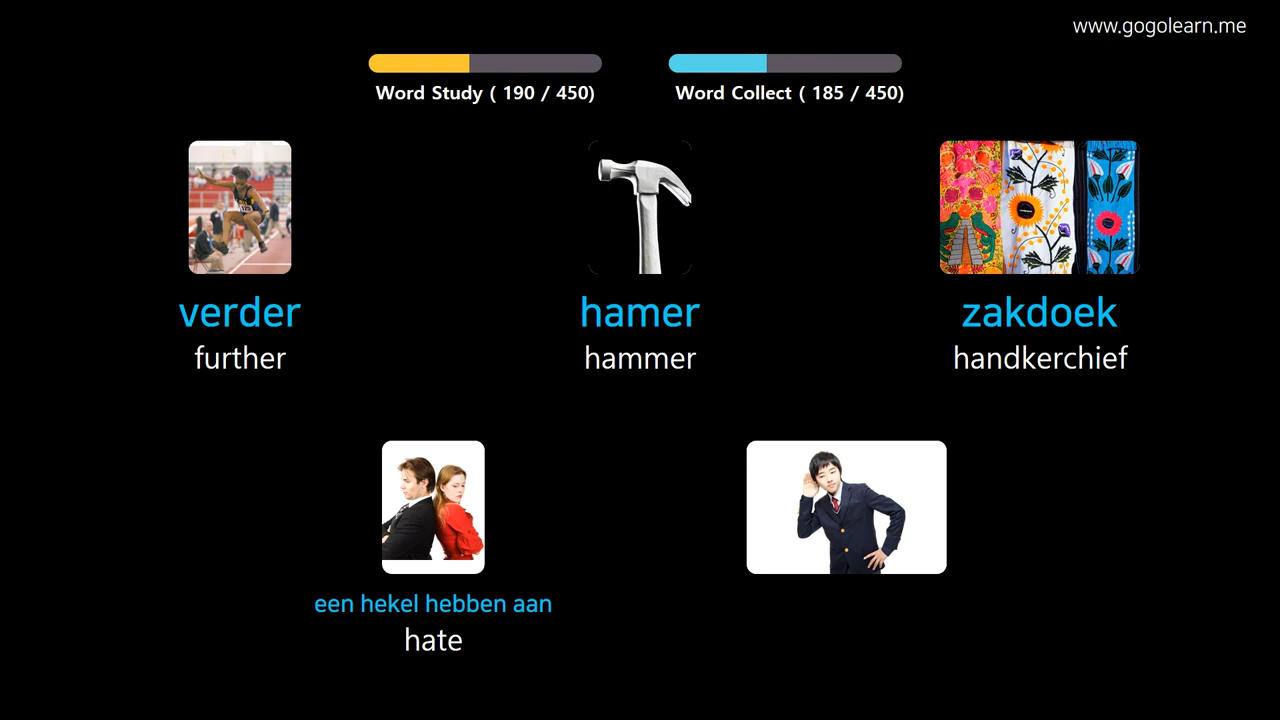 www.gogolearn.me
Word Study ( 190 / 450)
Word Collect ( 185 / 450)
verder
further
hamer
hammer
zakdoek
handkerchief
een hekel hebben aan
hate